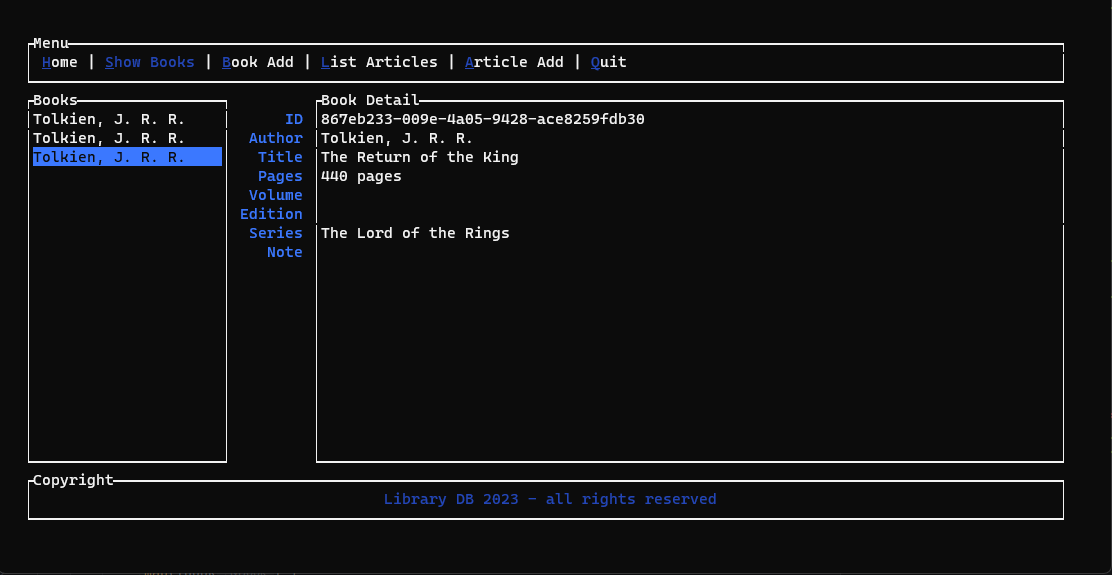 Menu
Home | Show Books | Book Add | List Articles | Article Add | Quit
Books
Tolkien, J. R. R.
Tolkien, J. R. R.
Tolkien, J. R. R.
Book Detail
ID 867eb233-009e-4a05-9428-ace8259fdb30
Author Tolkien, J. R. R.
Title The Return of the King
Pages 440 pages
Volume
Edition
Series The Lord of the Rings
Note
Copyright
Library DB 2023 - all rights reserved